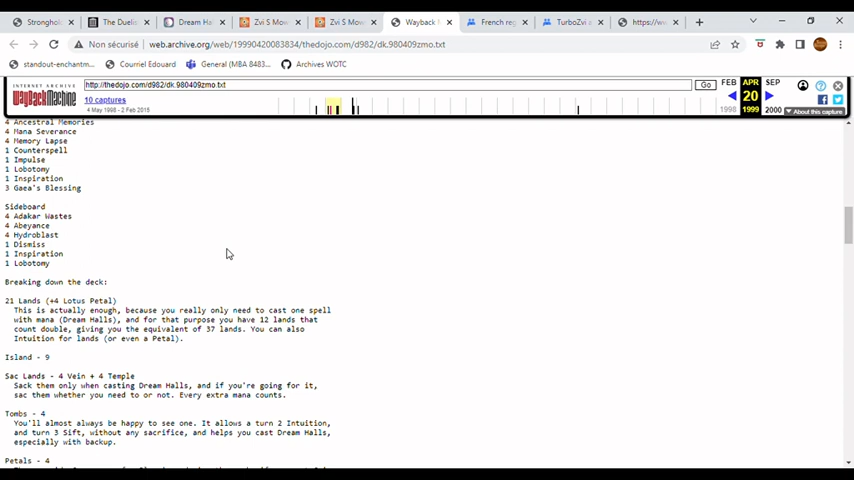 Strongho
The Duelis
Dream Hal
Zvi S Mow
Zvi S Mow
Wayback M
French reg
TurboZvi a
https://ww
Non sécurisé
web.archive.org/web/19990420083834/thedojo.com/d982/dk.980409zmo.txt
standout-enchantm...
Courriel Edouard
General (MBA 8483...
Archives WOTC
INTERNET ARCHIVE
WayBackMachine
http://thedojo.com/d982/dk.980409zmo.txt
Go
FEB APR SEP
10 captures
20
4 May 1998 - 2 Feb 2015
1998 1999 2000
About this capture
4 Ancestral Memories
4 Mana Severance
4 Memory Lapse
1 Counterspell
1 Impulse
1 Lobotomy
1 Inspiration
3 Gaea's Blessing
Sideboard
4 Adakar Wastes
4 Abeyance
4 Hydroblast
1 Dismiss
1 Inspiration
1 Lobotomy
Breaking down the deck:
21 Lands (+4 Lotus Petal)
This is actually enough, because you really only need to cast one spell
with mana (Dream Halls), and for that purpose you have 12 lands that
count double, giving you the equivalent of 37 lands. You can also
Intuition for lands (or even a Petal).
Island - 9
Sac Lands - 4 Vein + 4 Temple
Sack them only when casting Dream Halls, and if you're going for it,
sac them whether you need to or not. Every extra mana counts.
Tombs - 4
You'll almost always be happy to see one. It allows a turn 2 Intuition,
and turn 3 Sift, without any sacrifice, and helps you cast Dream Halls,
especially with backup.
Petals - 4